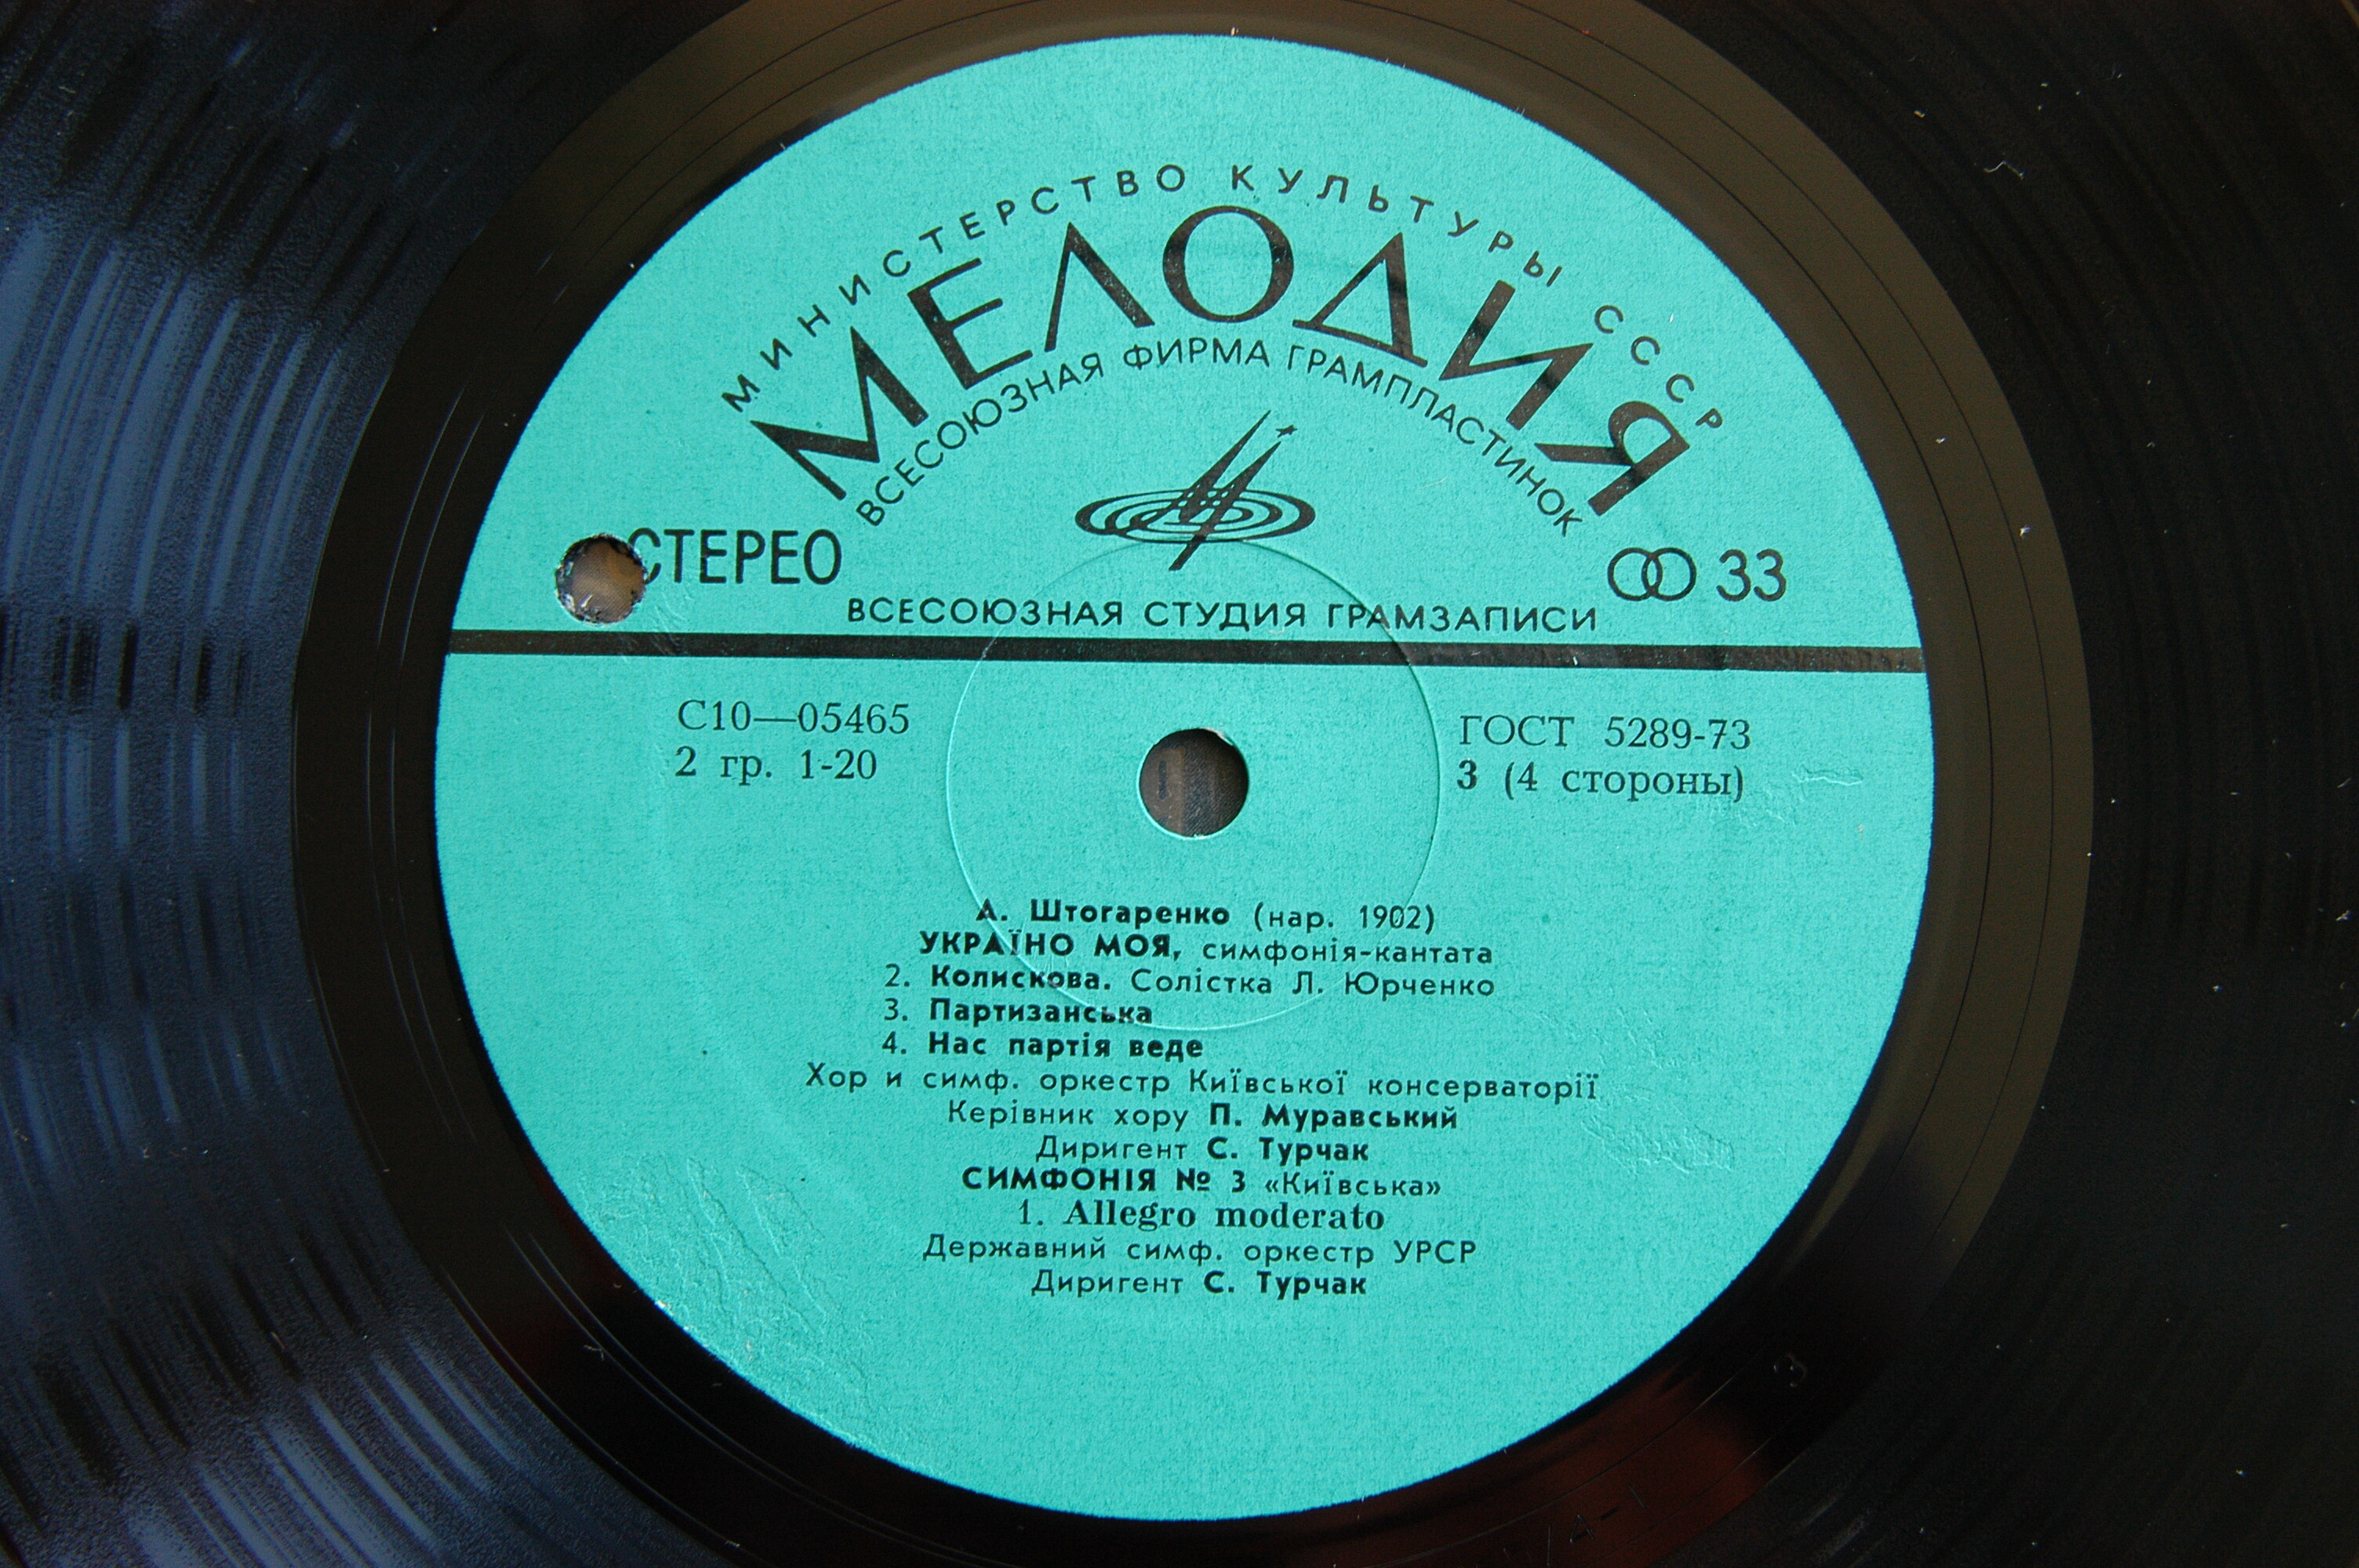 МИНИСТЕРСТВО КУЛЬТУРЫ СССР
МЕЛОДИЯ
ВСЕСОЮЗНАЯ ФИРМА ГРАМПЛАСТИНОК
СТЕРЕО
33
ВСЕСОЮЗНАЯ СТУДИЯ ГРАМЗАПИСИ
С10—05465
2 гр. 1-20
ГОСТ 5289-73
3 (4 стороны)
А. Штогаренко (нар. 1902)
УКРАЇНО МОЯ, симфонія-кантата
2. Колискова. Солістка Л. Юрченко
3. Партизанська
4. Нас партія веде
Хор и симф. оркестр Київської консерваторії
Керівник хору П. Муравський
Диригент С. Турчак
СИМФОНІЯ № 3 «Київська»
1. Allegro moderato
Державний симф. оркестр УРСР
Диригент С. Турчак
3